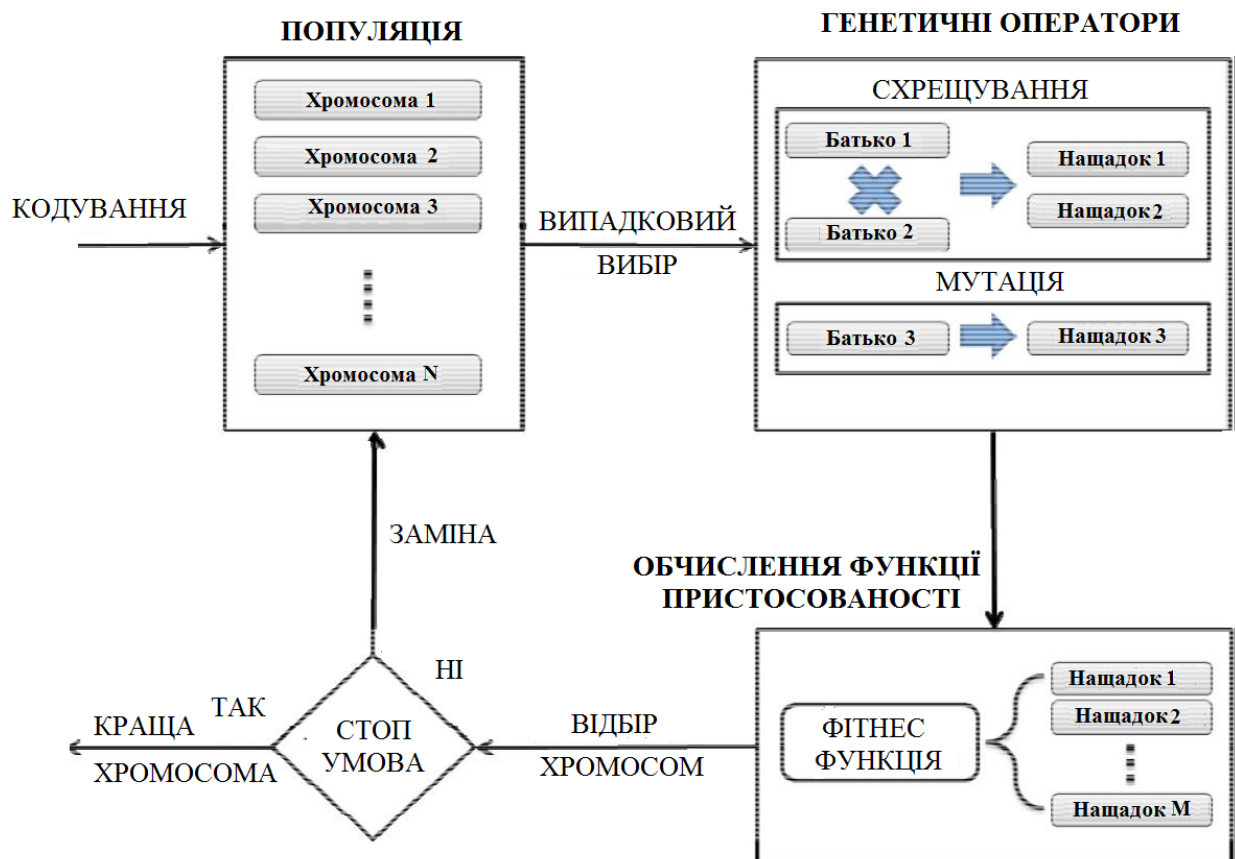 ПОПУЛЯЦІЯ
Хромосома 1
Хромосома 2
Хромосома 3
Хромосома N
КОДУВАННЯ
ВИПАДКОВИЙ
ВИБІР
ГЕНЕТИЧНІ ОПЕРАТОРИ
СХРЕЩУВАННЯ
Батько 1
Батько 2
Нащадок 1
Нащадок 2
МУТАЦІЯ
Батько 3
Нащадок 3
ОБЧИСЛЕННЯ ФУНКЦІЇ
ПРИСТОСОВАНОСТІ
ФІТНЕС
ФУНКЦІЯ
Нащадок 1
Нащадок 2
Нащадок М
ВІДБІР
ХРОМОСОМ
СТОП
УМОВА
НІ
ЗАМІНА
ТАК
КРАЩА
ХРОМОСОМА